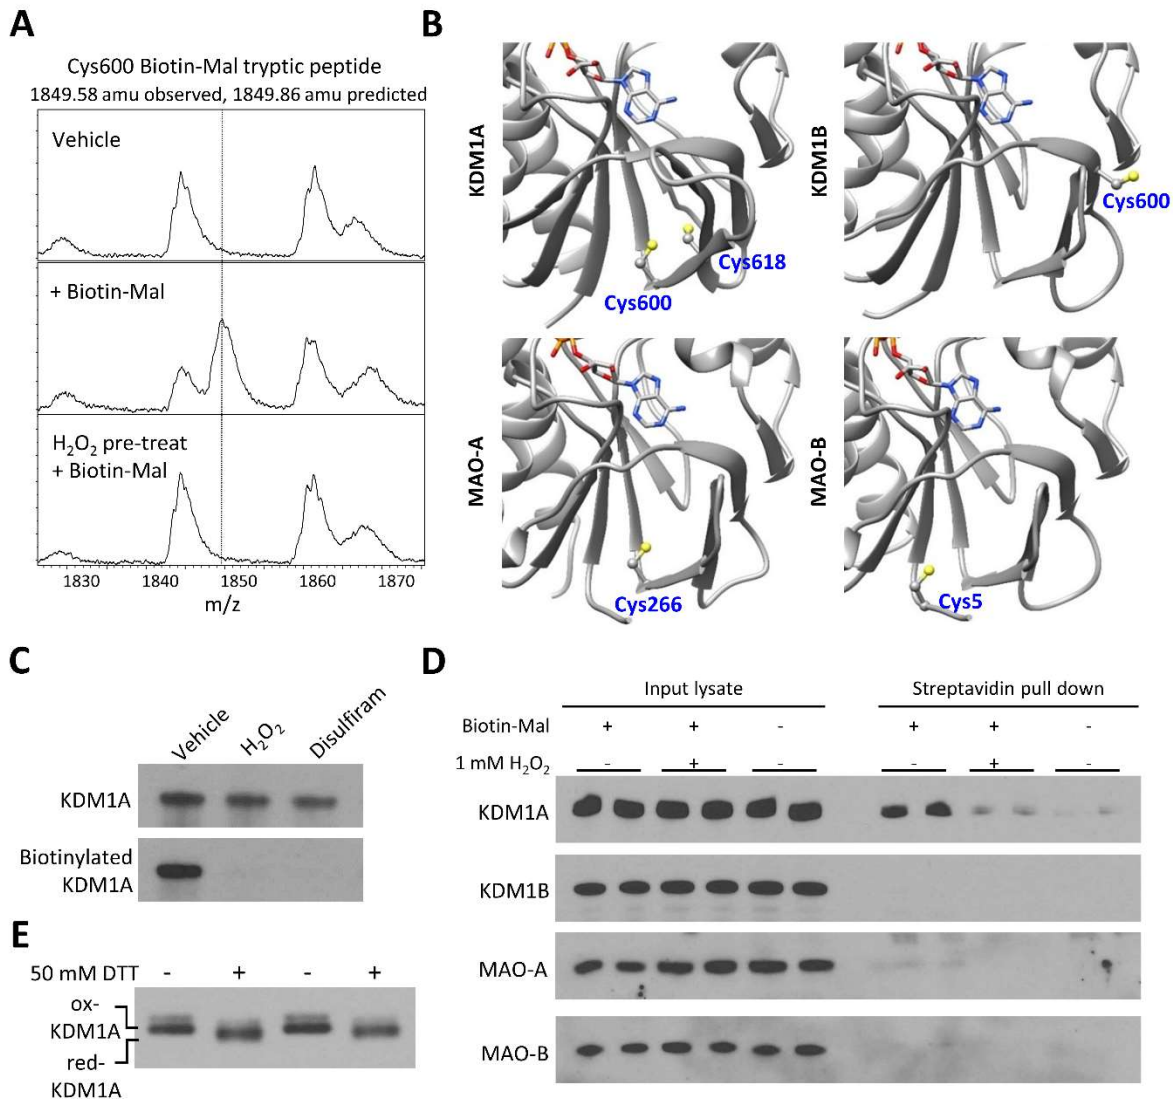 A
Cys600 Biotin-Mal tryptic peptide
1849.58 amu observed, 1849.86 amu predicted
Vehicle
+ Biotin-Mal
H₂O₂ pre-treat
+ Biotin-Mal
1830 1840 1850 1860 1870
m/z
B
KDM1A
Cys600
Cys618
KDM1B
Cys600
MAO-A
Cys266
MAO-B
Cys5
C
Vehicle
H₂O₂
Disulfiram
KDM1A
Biotinylated
KDM1A
D
Input lysate Streptavidin pull down
Biotin-Mal + + - + + -
1 mM H₂O₂ - + - - + -
KDM1A
KDM1B
MAO-A
MAO-B
E
50 mM DTT - + - +
ox-
KDM1A
red-
KDM1A